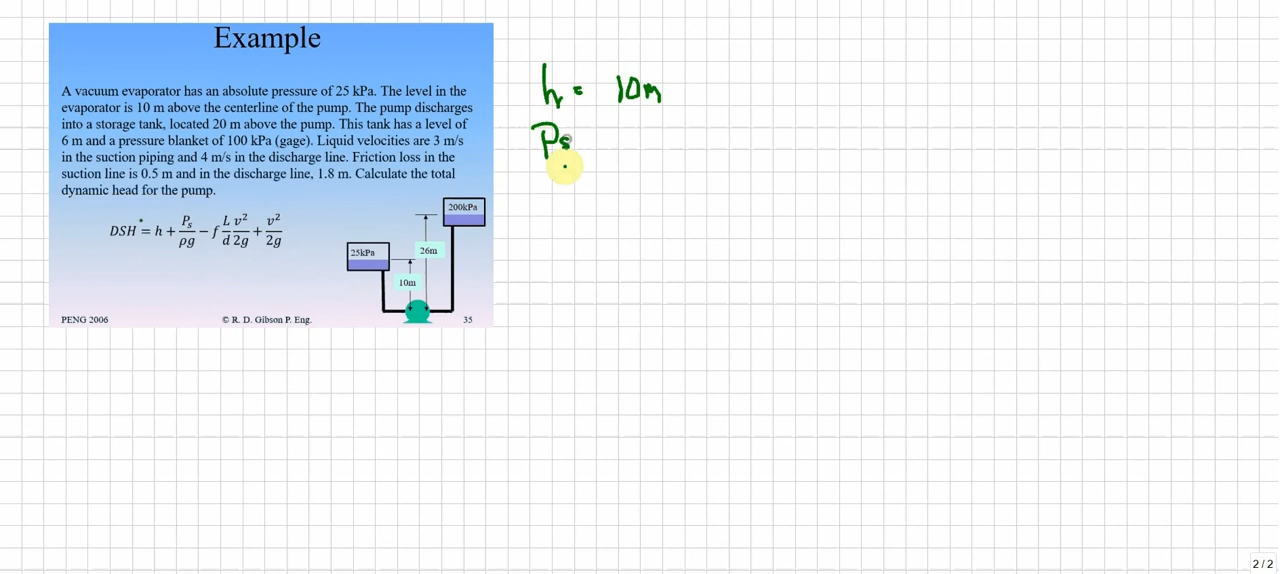 Example
A vacuum evaporator has an absolute pressure of 25 kPa. The level in the
evaporator is 10 m above the centerline of the pump. The pump discharges
into a storage tank, located 20 m above the pump. This tank has a level of
6 m and a pressure blanket of 100 kPa (gage). Liquid velocities are 3 m/s
in the suction piping and 4 m/s in the discharge line. Friction loss in the
suction line is 0.5 m and in the discharge line, 1.8 m. Calculate the total
dynamic head for the pump.
DSH = h + P_s/ρg − f L/d v²/2g + v²/2g
200kPa
25kPa
26m
10m
PENG 2006
© R. D. Gibson P. Eng.
35
h = 10m
Ps
2 / 2